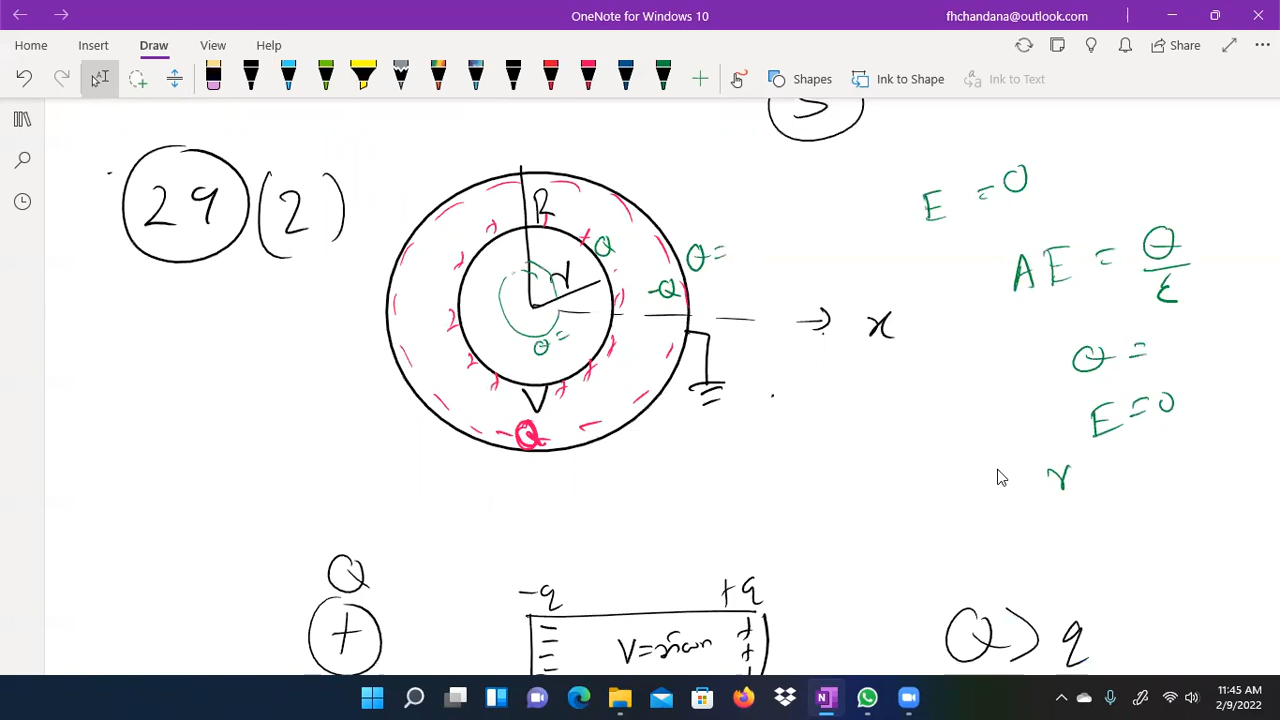 OneNote for Windows 10
fhchandana@outlook.com
Home
Insert
Draw
View
Help
Share
Shapes
Ink to Shape
Ink to Text
29 (2)
R
r
Q
-Q
Q =
Q =
V
Q
→ x
E = 0
AE = Q/ε
Q =
E = 0
r
Q
+
-q
+q
Q > q
11:45 AM
2/9/2022